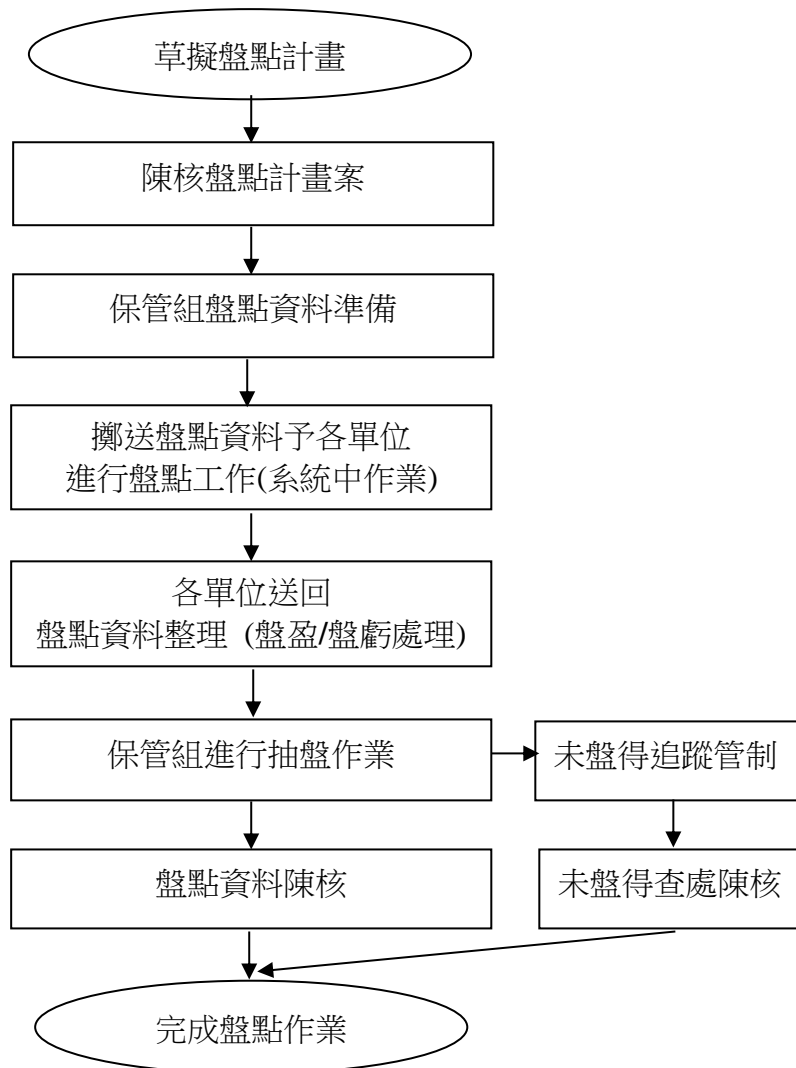 草擬盤點計畫
陳核盤點計畫案
保管組盤點資料準備
擲送盤點資料予各單位
進行盤點工作(系統中作業)
各單位送回
盤點資料整理 (盤盈/盤虧處理)
保管組進行抽盤作業
未盤得追蹤管制
盤點資料陳核
未盤得查處陳核
完成盤點作業